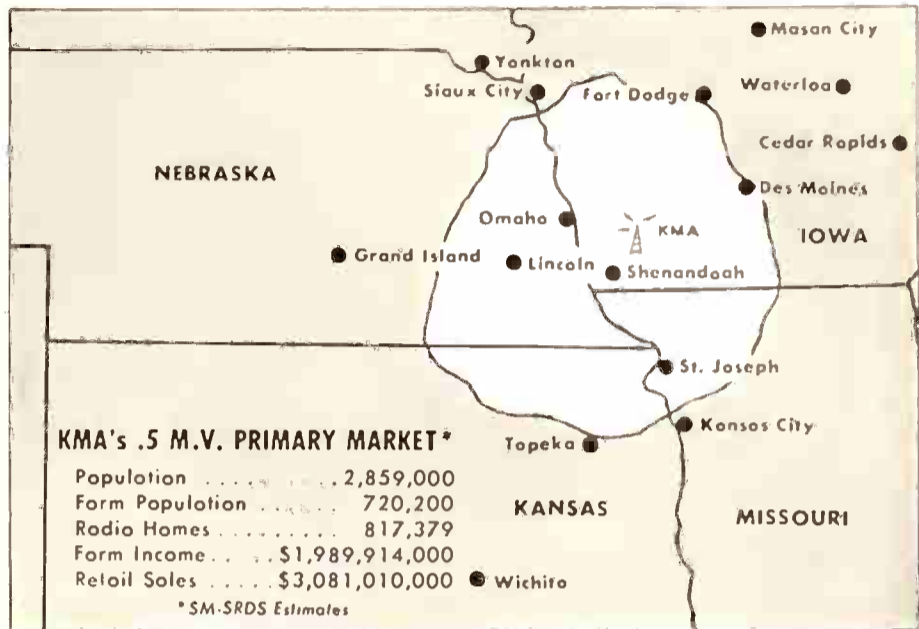 Mason City
Yankton
Sioux City
Fort Dodge
Waterloo
Cedar Rapids
NEBRASKA
Des Moines
Omaha
KMA
IOWA
Grand Island
Lincoln
Shenandoah
St. Joseph
KMA's .5 M.V. PRIMARY MARKET*
Kansas City
Topeka
Population ........ 2,859,000
Farm Population ...... 720,200
Radio Homes ......... 817,379
Farm Income.. ..$1,989,914,000
Retail Sales .....$3,081,010,000
*SM-SRDS Estimates
KANSAS
MISSOURI
Wichita